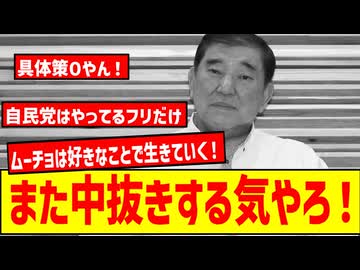 具体策0やん！
自民党はやってるフリだけ
ムーチョは好きなことで生きていく！
また中抜きする気やろ！